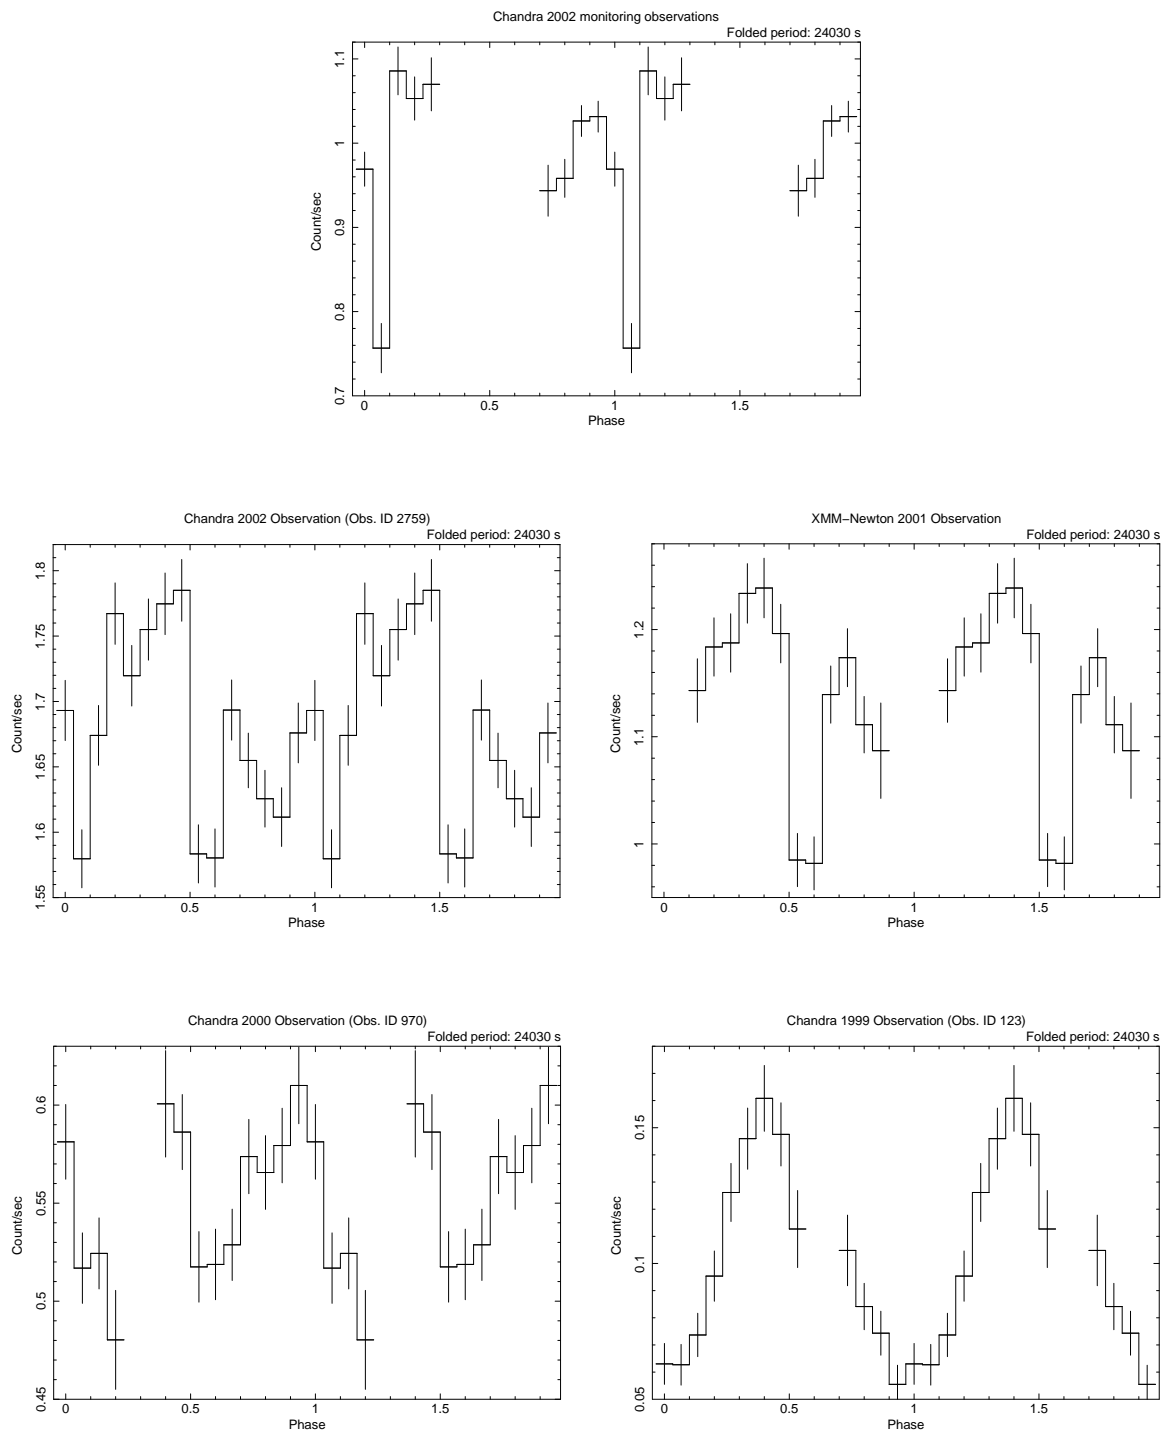 Chandra 2002 monitoring observations
Folded period: 24030 s
Count/sec
1.1
1
0.9
0.8
0.7
0 0.5 1 1.5
Phase
Chandra 2002 Observation (Obs. ID 2759)
Folded period: 24030 s
Count/sec
1.8
1.75
1.7
1.65
1.6
1.55
0 0.5 1 1.5
Phase
XMM−Newton 2001 Observation
Folded period: 24030 s
Count/sec
1.2
1.1
1
0 0.5 1 1.5
Phase
Chandra 2000 Observation (Obs. ID 970)
Folded period: 24030 s
Count/sec
0.6
0.55
0.5
0.45
0 0.5 1 1.5
Phase
Chandra 1999 Observation (Obs. ID 123)
Folded period: 24030 s
Count/sec
0.15
0.1
0.05
0 0.5 1 1.5
Phase